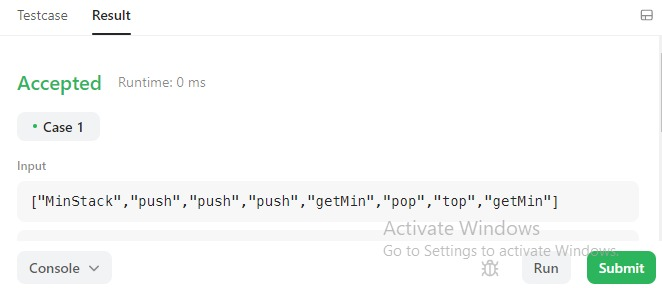 Testcase Result
Accepted Runtime: 0 ms
• Case 1
Input
["MinStack","push","push","push","getMin","pop","top","getMin"]
Activate Windows
Go to Settings to activate Windows.
Console Run Submit